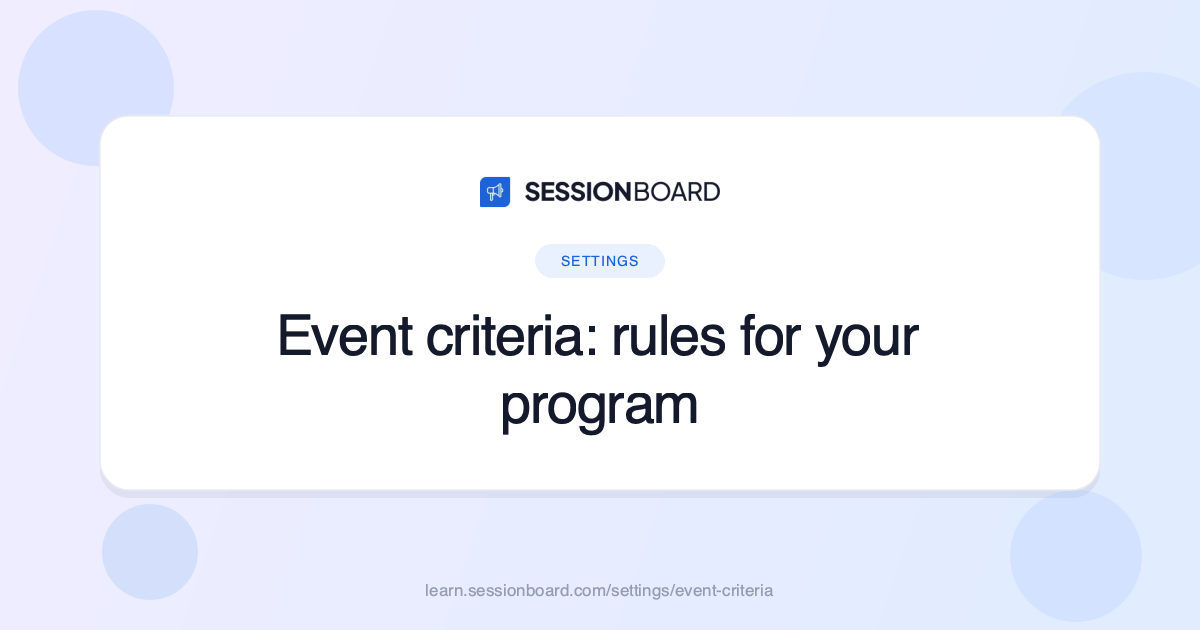 SESSIONBOARD
SETTINGS
Event criteria: rules for your
program
learn.sessionboard.com/settings/event-criteria